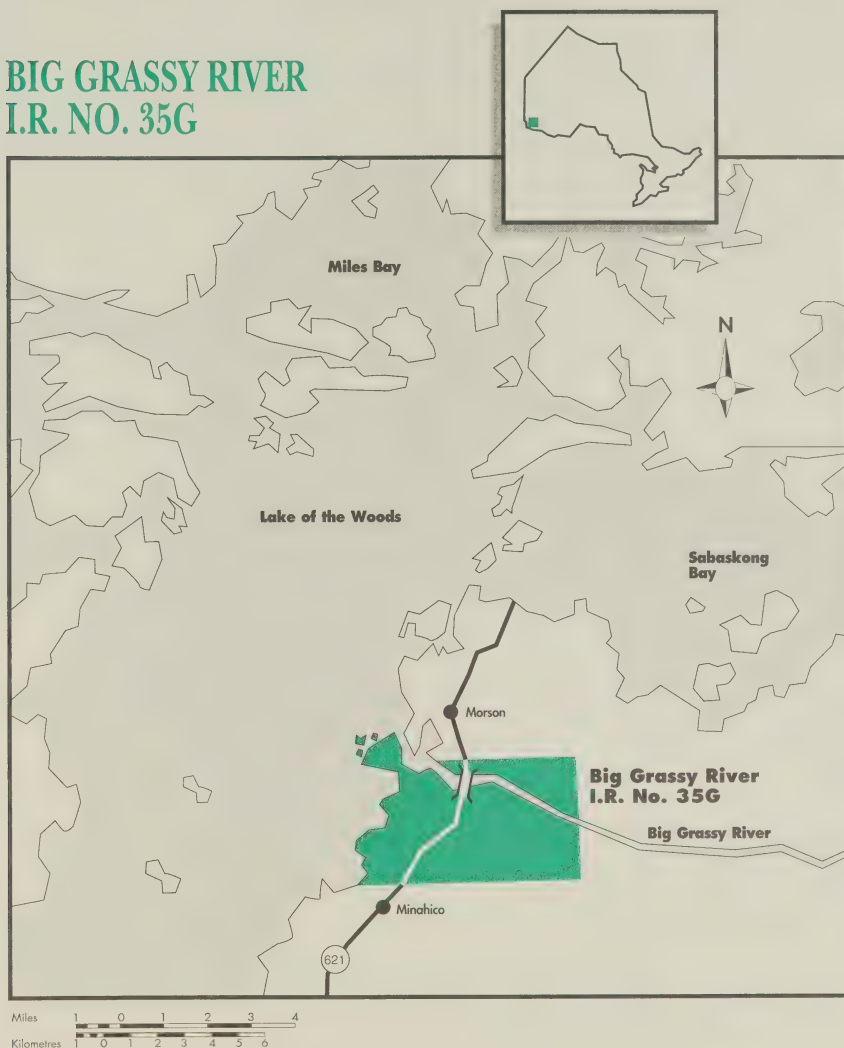 BIG GRASSY RIVER
I.R. NO. 35G
Miles Bay
N
Lake of the Woods
Sabaskong
Bay
Morson
Big Grassy River
I.R. No. 35G
Big Grassy River
Minahico
621
Miles 1 0 1 2 3 4
Kilometres 1 0 1 2 3 4 5 6